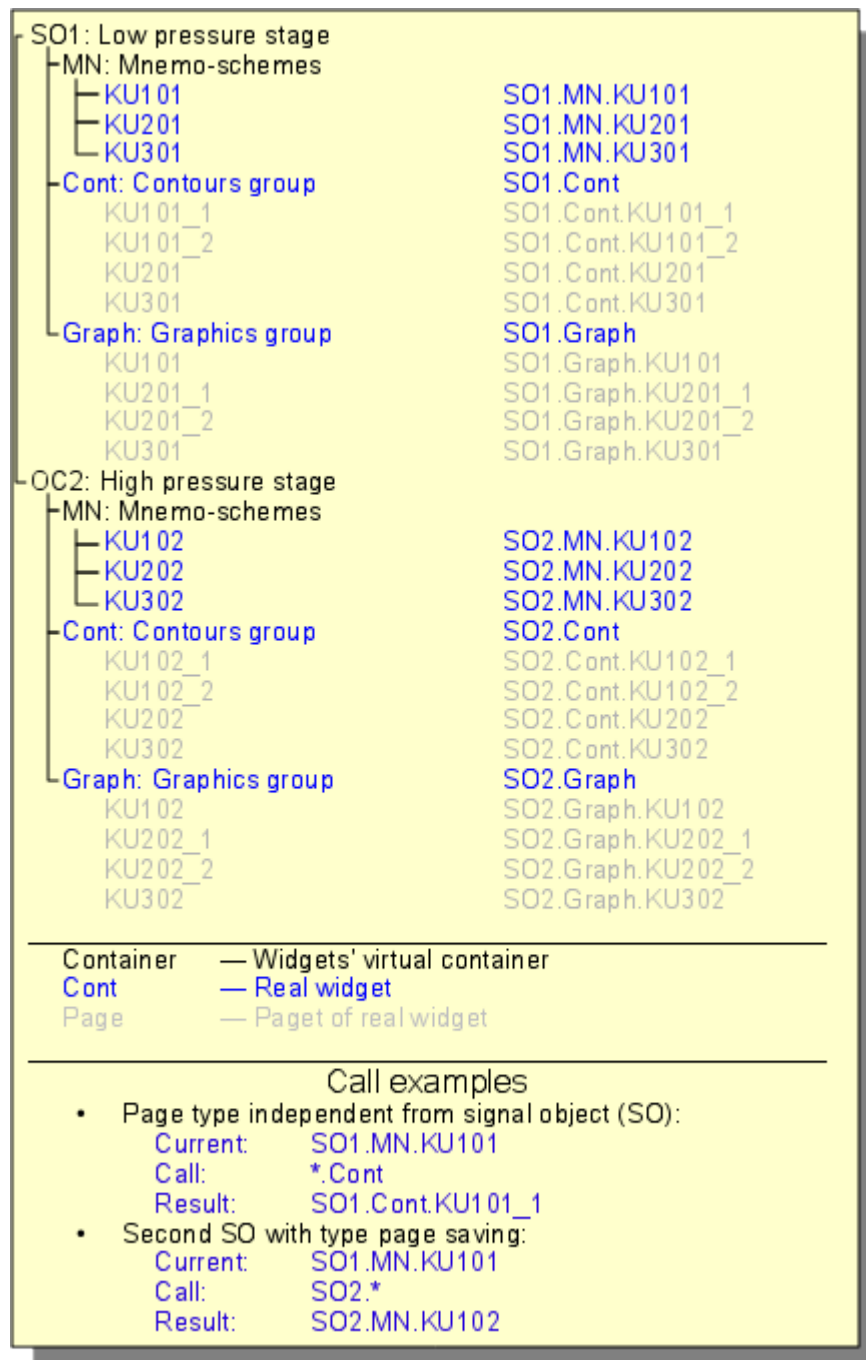 SO1: Low pressure stage
MN: Mnemo-schemes
KU101 SO1.MN.KU101
KU201 SO1.MN.KU201
KU301 SO1.MN.KU301
Cont: Contours group SO1.Cont
KU101_1 SO1.Cont.KU101_1
KU101_2 SO1.Cont.KU101_2
KU201 SO1.Cont.KU201
KU301 SO1.Cont.KU301
Graph: Graphics group SO1.Graph
KU101 SO1.Graph.KU101
KU201_1 SO1.Graph.KU201_1
KU201_2 SO1.Graph.KU201_2
KU301 SO1.Graph.KU301
OC2: High pressure stage
MN: Mnemo-schemes
KU102 SO2.MN.KU102
KU202 SO2.MN.KU202
KU302 SO2.MN.KU302
Cont: Contours group SO2.Cont
KU102_1 SO2.Cont.KU102_1
KU102_2 SO2.Cont.KU102_2
KU202 SO2.Cont.KU202
KU302 SO2.Cont.KU302
Graph: Graphics group SO2.Graph
KU102 SO2.Graph.KU102
KU202_1 SO2.Graph.KU202_1
KU202_2 SO2.Graph.KU202_2
KU302 SO2.Graph.KU302
Container — Widgets' virtual container
Cont — Real widget
Page — Paget of real widget
Call examples
• Page type independent from signal object (SO):
Current: SO1.MN.KU101
Call: *.Cont
Result: SO1.Cont.KU101_1
• Second SO with type page saving:
Current: SO1.MN.KU101
Call: SO2.*
Result: SO2.MN.KU102